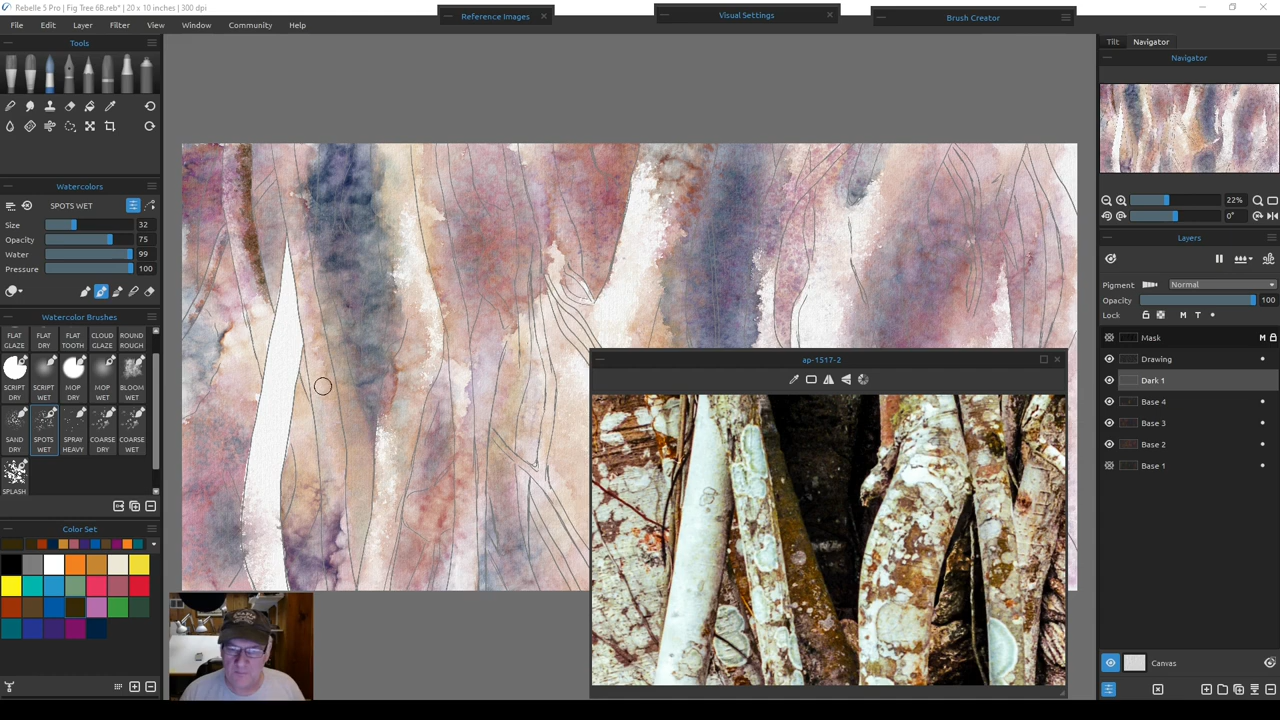 Rebelle 5 Pro | Fig Tree 6B.reb* | 20 x 10 inches | 300 dpi
File Edit Layer Filter View Window Community Help
Reference Images
Visual Settings
Brush Creator
Tools
Tilt Navigator
Navigator
Watercolors
SPOTS WET
Size 32
Opacity 75
Water 99
Pressure 100
22%
0°
Layers
Pigment Normal
Opacity 100
Lock M T
Mask M
Drawing
Dark 1
Base 4
Base 3
Base 2
Base 1
Watercolor Brushes
FLAT GLAZE
FLAT DRY
FLAT TOOTH
CLOUD GLAZE
ROUND ROUGH
SCRIPT DRY
SCRIPT WET
MOP DRY
MOP WET
BLOOM WET
SAND DRY
SPOTS WET
SPRAY HEAVY
COARSE DRY
COARSE WET
SPLASH
Color Set
ap-1517-2
Canvas